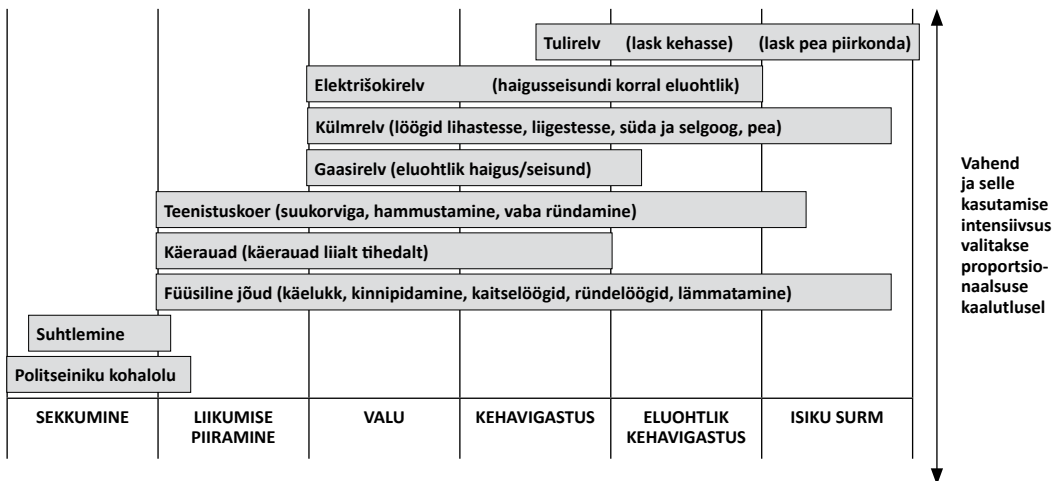 Tulirelv (lask kehasse) (lask pea piirkonda)
Elektrišokirelv (haigusseisundi korral eluohtlik)
Külmrelv (löögid lihastesse, liigestesse, süda ja selgoog, pea)
Gaasirelv (eluohtlik haigus/seisund)
Teenistuskoer (suukorviga, hammustamine, vaba ründamine)
Käerauad (käerauad liialt tihedalt)
Füüsiline jõud (käelukk, kinnipidamine, kaitselöögid, ründelöögid, lämmatamine)
Suhtlemine
Politseiniku kohalolu
SEKKUMINE
LIIKUMISE
PIIRAMINE
VALU
KEHAVIGASTUS
ELUOHTLIK
KEHAVIGASTUS
ISIKU SURM
Vahend
ja selle
kasutamise
intensiivsus
valitakse
proportsio-
naalsuse
kaalutlusel